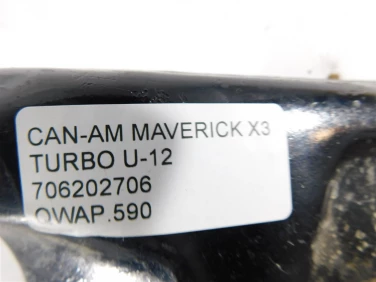 CAN-AM MAVERICK X3
TURBO U-12
706202706
OWAP.590